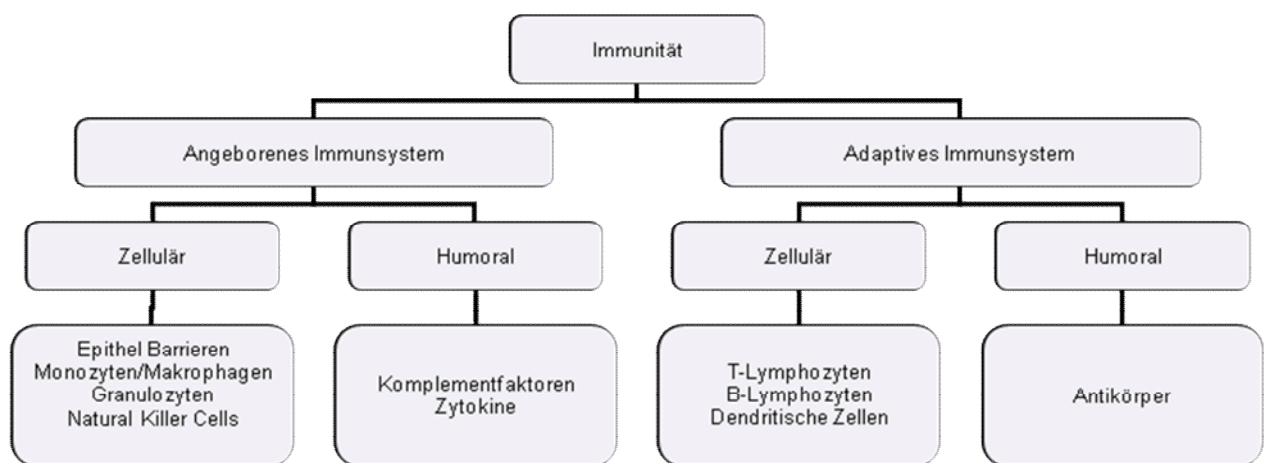 Immunität
Angeborenes Immunsystem
Adaptives Immunsystem
Zellulär
Humoral
Zellulär
Humoral
Epithel Barrieren
Monozyten/Makrophagen
Granulozyten
Natural Killer Cells
Komplementfaktoren
Zytokine
T-Lymphozyten
B-Lymphozyten
Dendritische Zellen
Antikörper